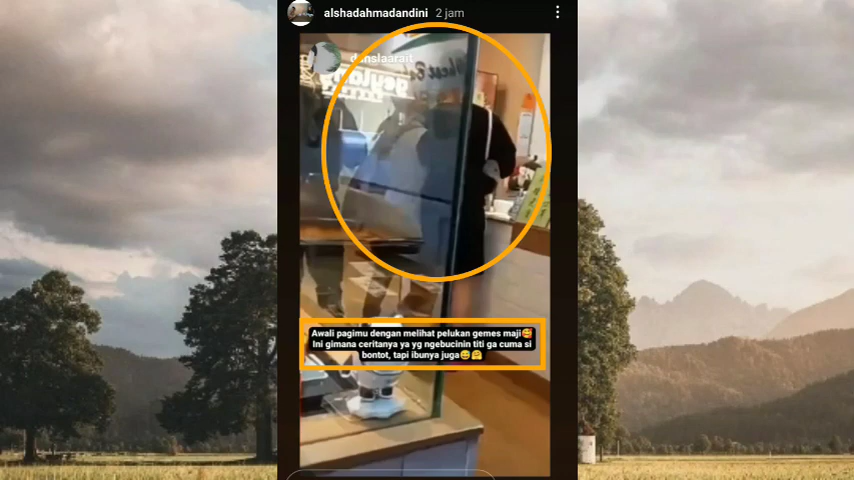 alshadahmadandini 2 jam
Awali pagimu dengan melihat pelukan gemes maji🥰
Ini gimana ceritanya ya yg ngebucinin titi ga cuma si
bontot, tapi ibunya juga😅🤗